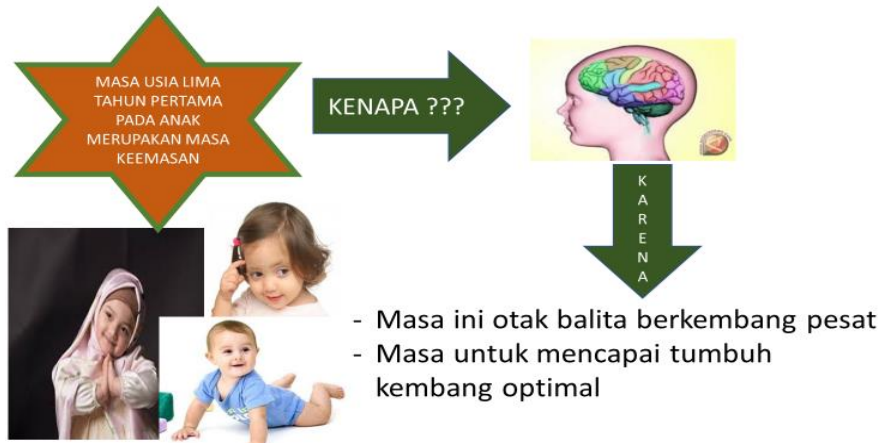 MASA USIA LIMA
TAHUN PERTAMA
PADA ANAK
MERUPAKAN MASA
KEEMASAN
KENAPA ???
K
A
R
E
N
A
- Masa ini otak balita berkembang pesat
- Masa untuk mencapai tumbuh
kembang optimal